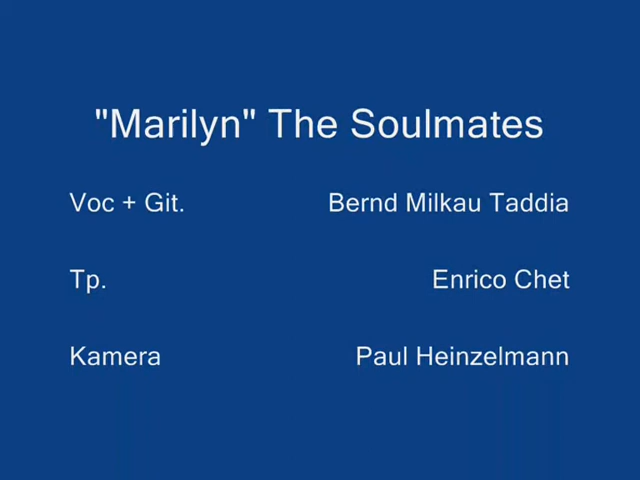 "Marilyn" The Soulmates
Voc + Git. Bernd Milkau Taddia
Tp. Enrico Chet
Kamera Paul Heinzelmann